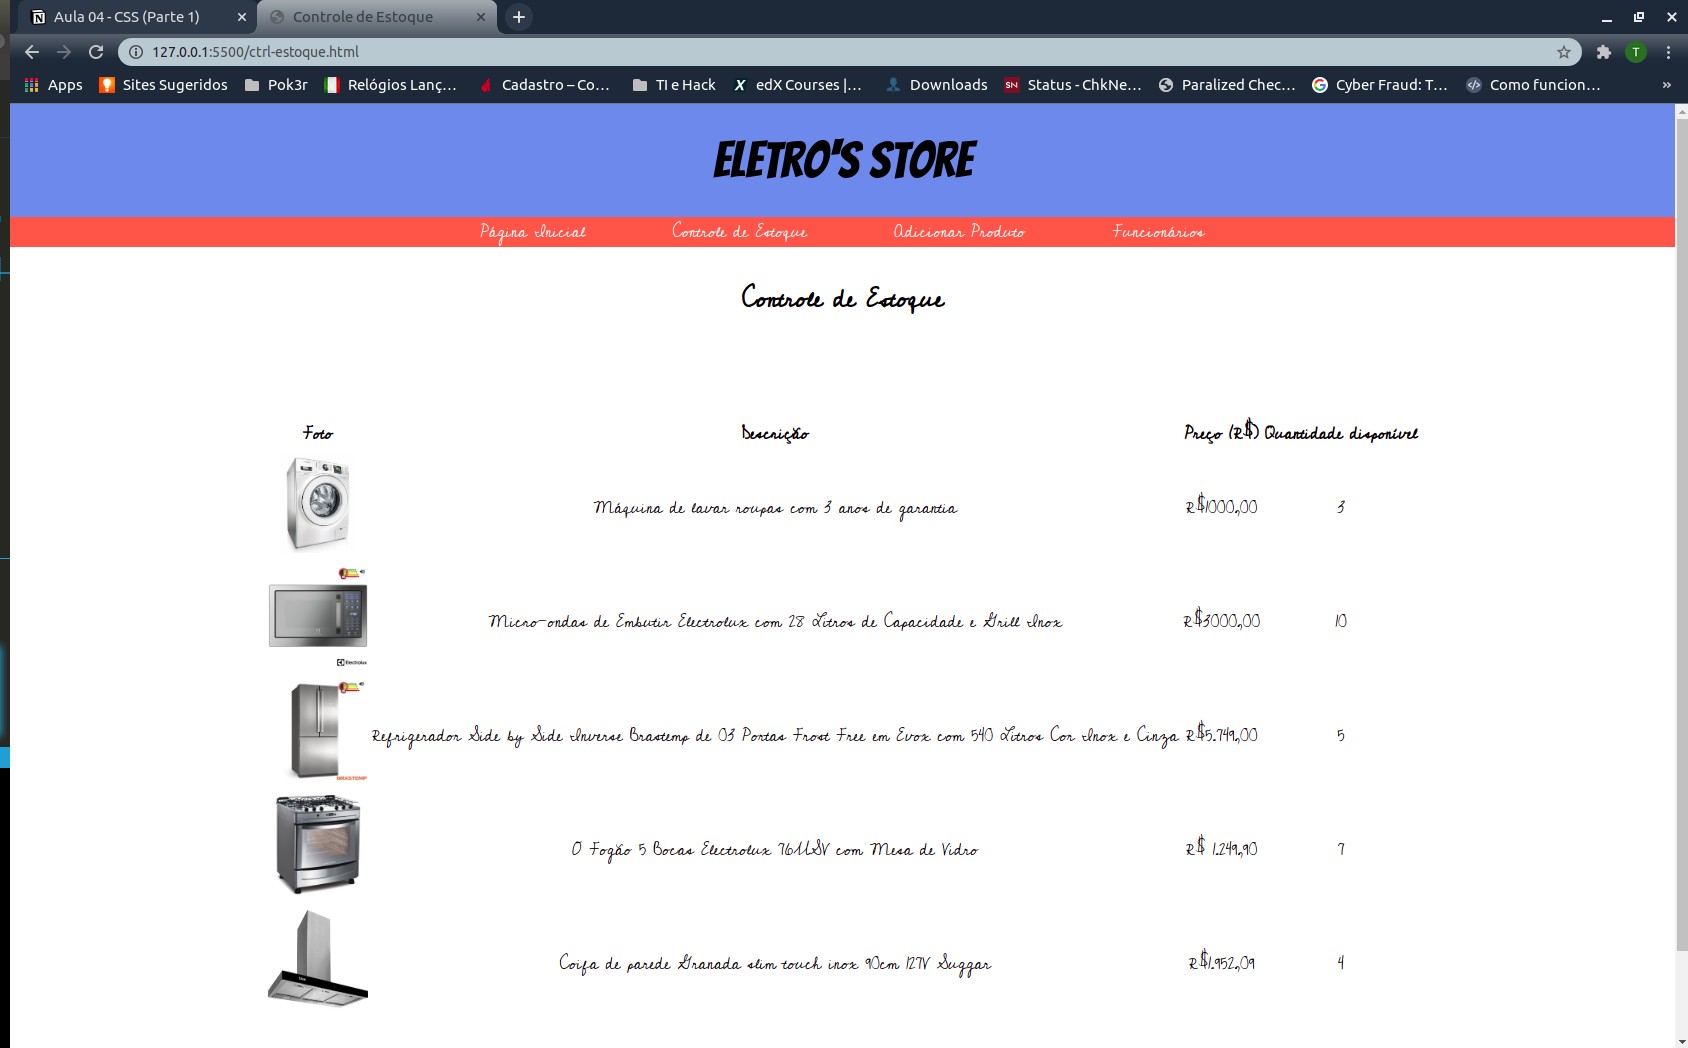 Aula 04 - CSS (Parte 1)
Controle de Estoque
127.0.0.1:5500/ctrl-estoque.html
T
Apps Sites Sugeridos Pok3r Relógios Lanç... Cadastro – Co... TI e Hack edX Courses |... Downloads Status - ChkNe... Paralized Chec... Cyber Fraud: T... Como funcion... »
ELETRO'S STORE
Página Inicial Controle de Estoque Adicionar Produto Funcionários
Controle de Estoque
Foto Descrição Preço (R$) Quantidade disponível
Máquina de lavar roupas com 3 anos de garantia R$1000,00 3
Micro-ondas de Embutir Electrolux com 28 Litros de Capacidade e Grill Inox R$3000,00 10
Electrolux
Refrigerador Side by Side Inverse Brastemp de 03 Portas Frost Free em Evox com 540 Litros Cor Inox e Cinza R$5.749,00 5
BRASTEMP
O Fogão 5 Bocas Electrolux 76USV com Mesa de Vidro R$ 1.249,90 7
Coifa de parede Granada slim touch inox 90cm 127V Suggar R$1.952,09 4